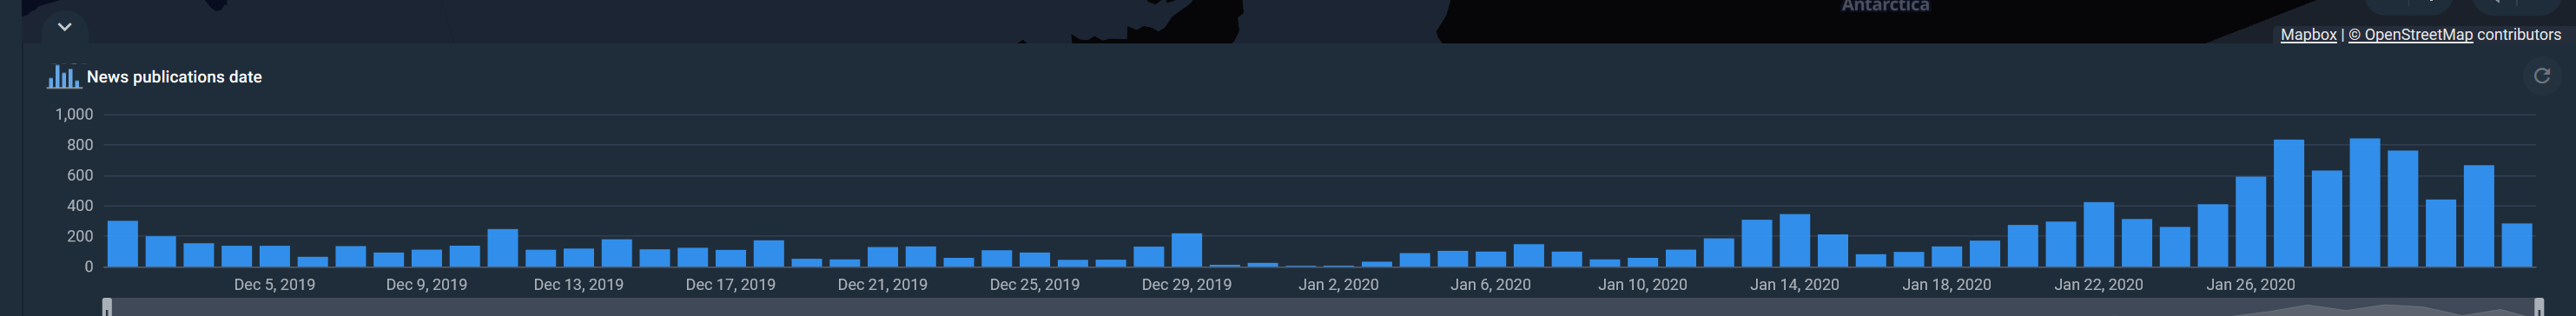 Antarctica
Mapbox | © OpenStreetMap contributors
News publications date
1,000
800
600
400
200
0
Dec 5, 2019 Dec 9, 2019 Dec 13, 2019 Dec 17, 2019 Dec 21, 2019 Dec 25, 2019 Dec 29, 2019 Jan 2, 2020 Jan 6, 2020 Jan 10, 2020 Jan 14, 2020 Jan 18, 2020 Jan 22, 2020 Jan 26, 2020